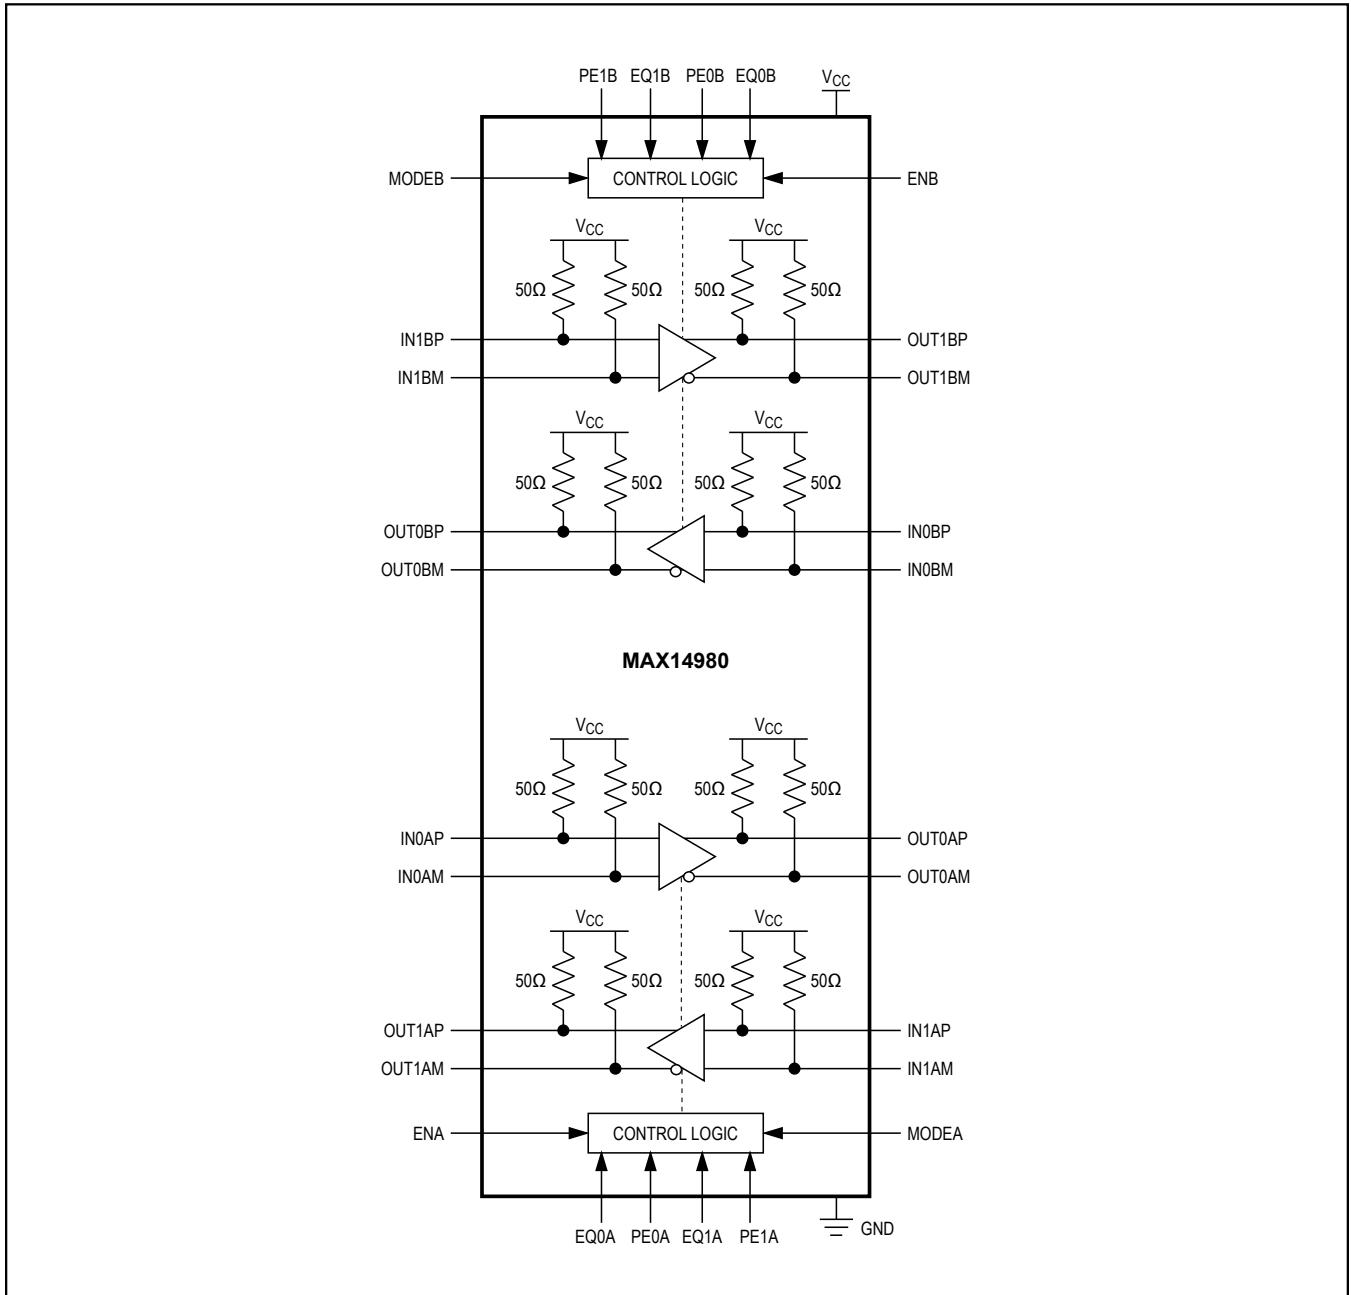 PE1B EQ1B PE0B EQ0B VCC
MODEB CONTROL LOGIC ENB
VCC VCC
50Ω 50Ω 50Ω 50Ω
IN1BP OUT1BP
IN1BM OUT1BM
VCC VCC
50Ω 50Ω 50Ω 50Ω
OUT0BP IN0BP
OUT0BM IN0BM
MAX14980
VCC VCC
50Ω 50Ω 50Ω 50Ω
IN0AP OUT0AP
IN0AM OUT0AM
VCC VCC
50Ω 50Ω 50Ω 50Ω
OUT1AP IN1AP
OUT1AM IN1AM
ENA CONTROL LOGIC MODEA
EQ0A PE0A EQ1A PE1A GND